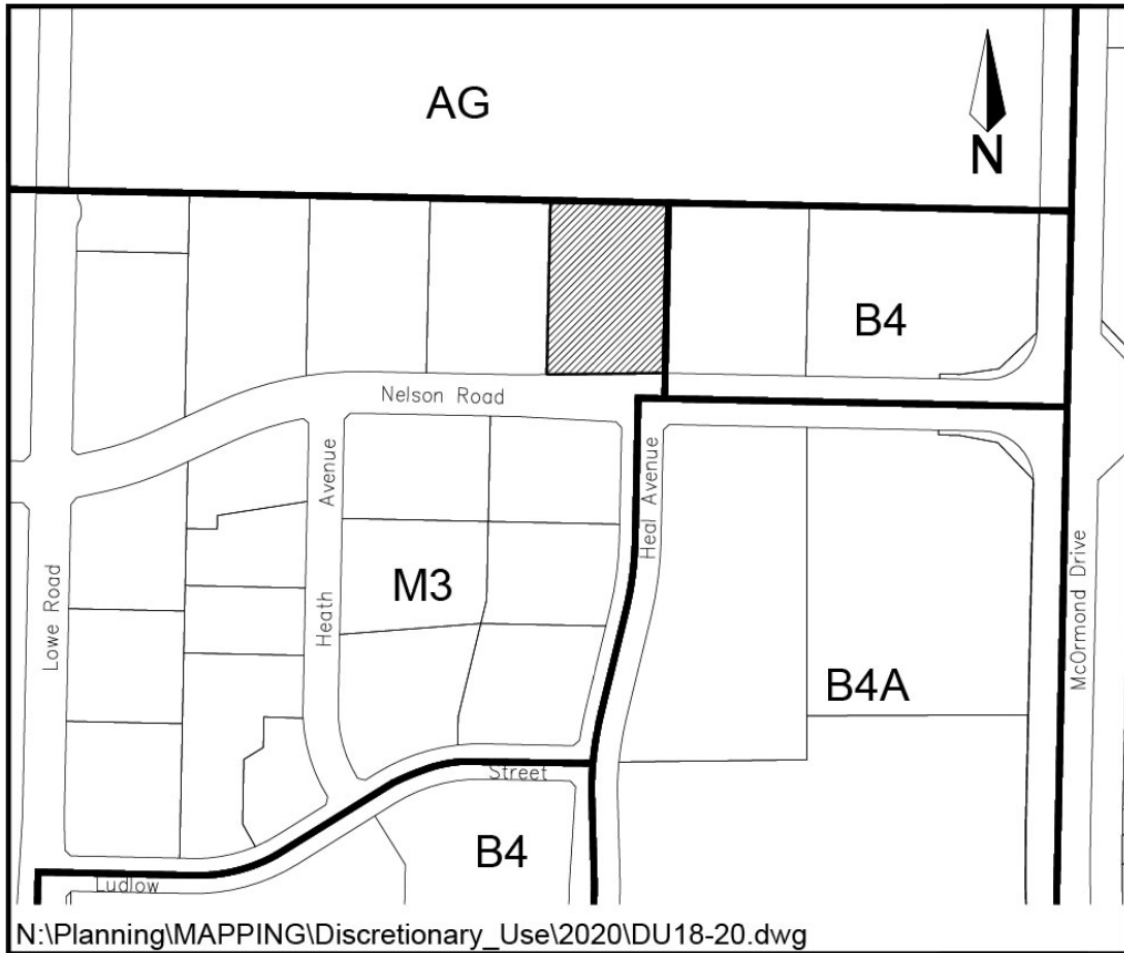 AG
N
B4
Nelson Road
Heath Avenue
Heal Avenue
Lowe Road
M3
McOrmond Drive
B4A
Street
B4
Ludlow
N:\Planning\MAPPING\Discretionary_Use\2020\DU18-20.dwg